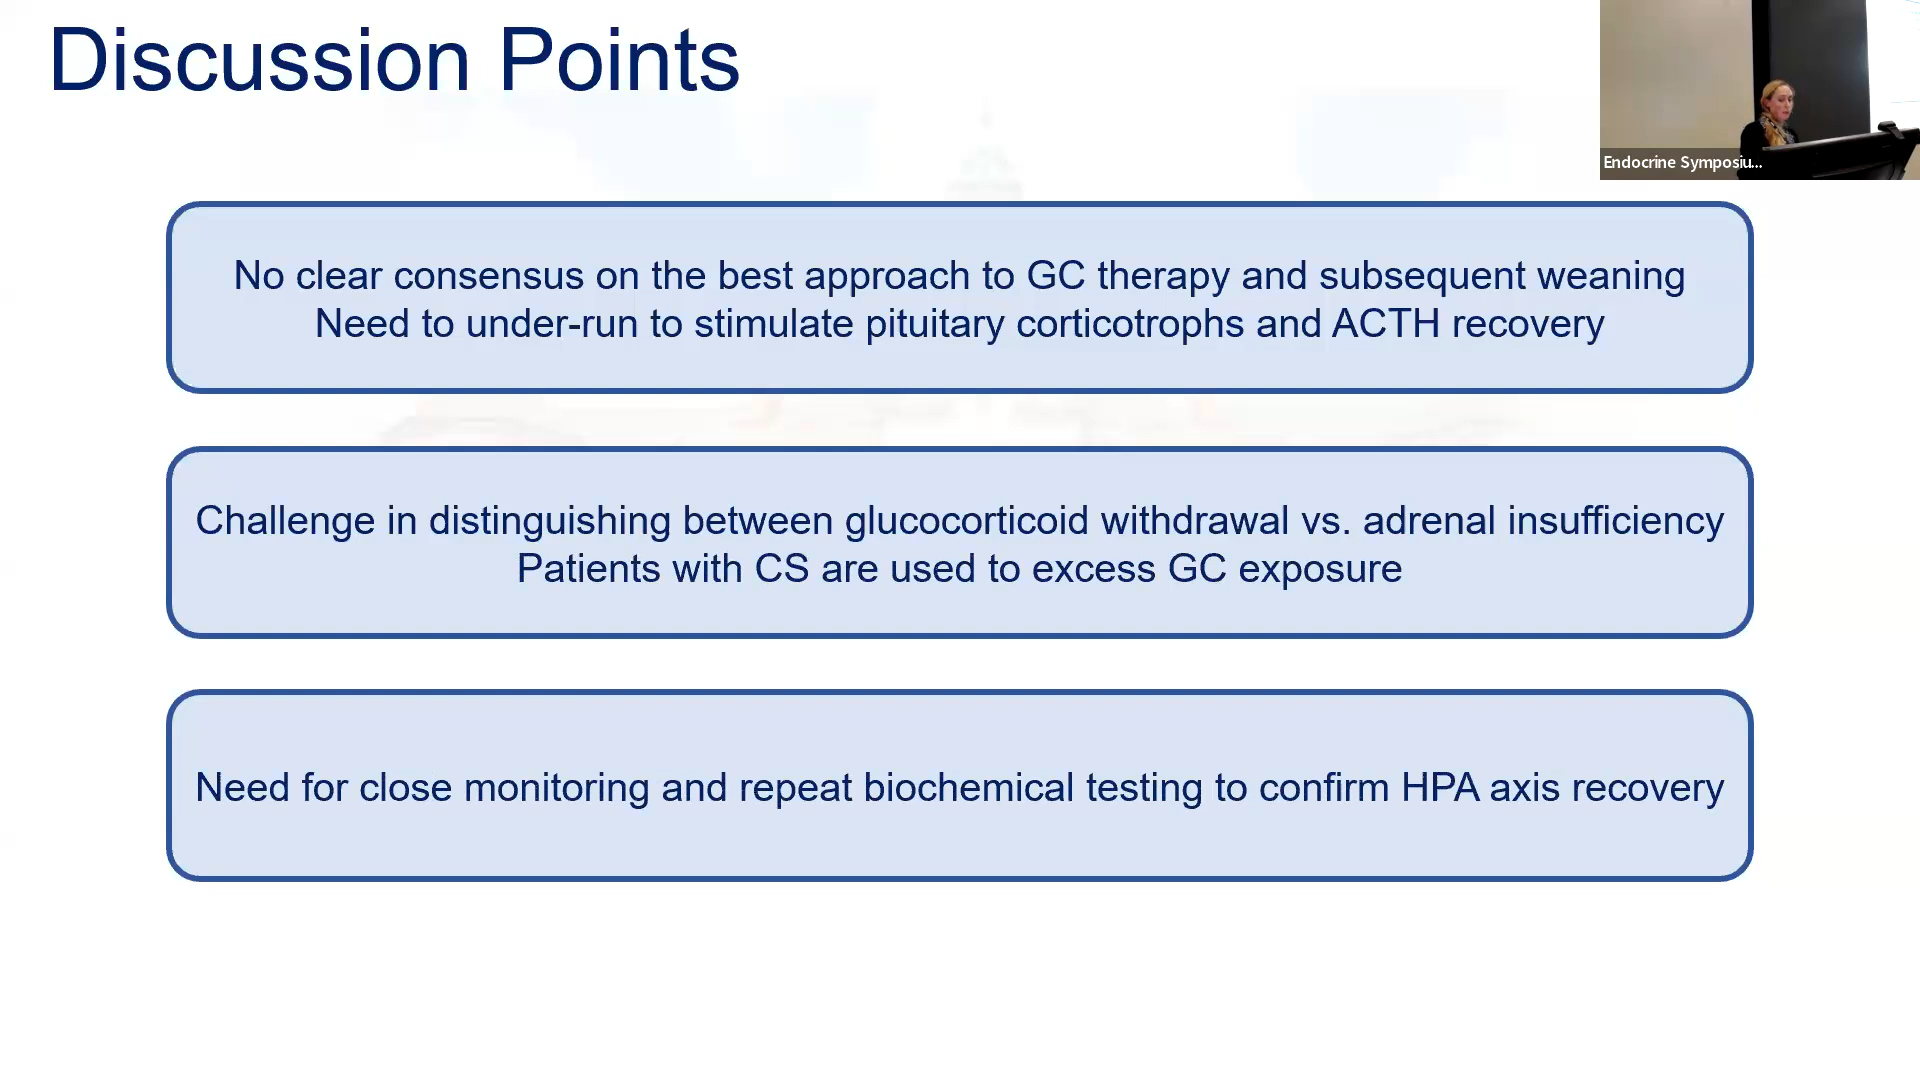 Discussion Points
Endocrine Symposiu...
No clear consensus on the best approach to GC therapy and subsequent weaning
Need to under-run to stimulate pituitary corticotrophs and ACTH recovery
Challenge in distinguishing between glucocorticoid withdrawal vs. adrenal insufficiency
Patients with CS are used to excess GC exposure
Need for close monitoring and repeat biochemical testing to confirm HPA axis recovery